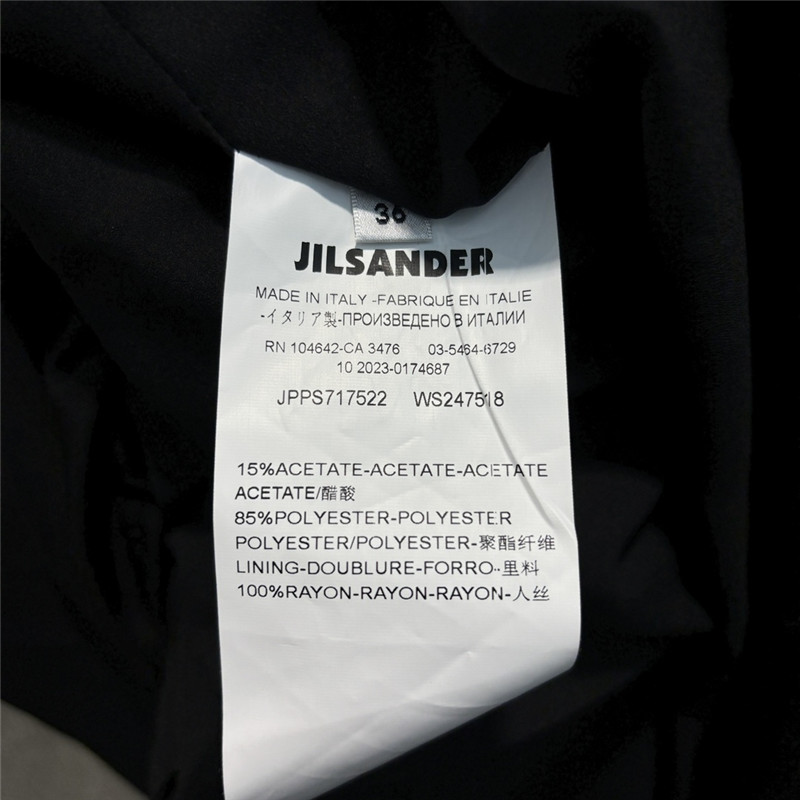 36
JILSANDER
MADE IN ITALY -FABRIQUE EN ITALIE
-イタリア製-ПРОИЗВЕДЕНО В ИТАЛИИ
RN 104642-CA 3476 03-5464-6729
10 2023-0174687
JPPS717522 WS247518
15%ACETATE-ACETATE-ACETATE
ACETATE/醋酸
85%POLYESTER-POLYESTER
POLYESTER/POLYESTER-聚酯纤维
LINING-DOUBLURE-FORRO--里料
100%RAYON-RAYON-RAYON-人丝